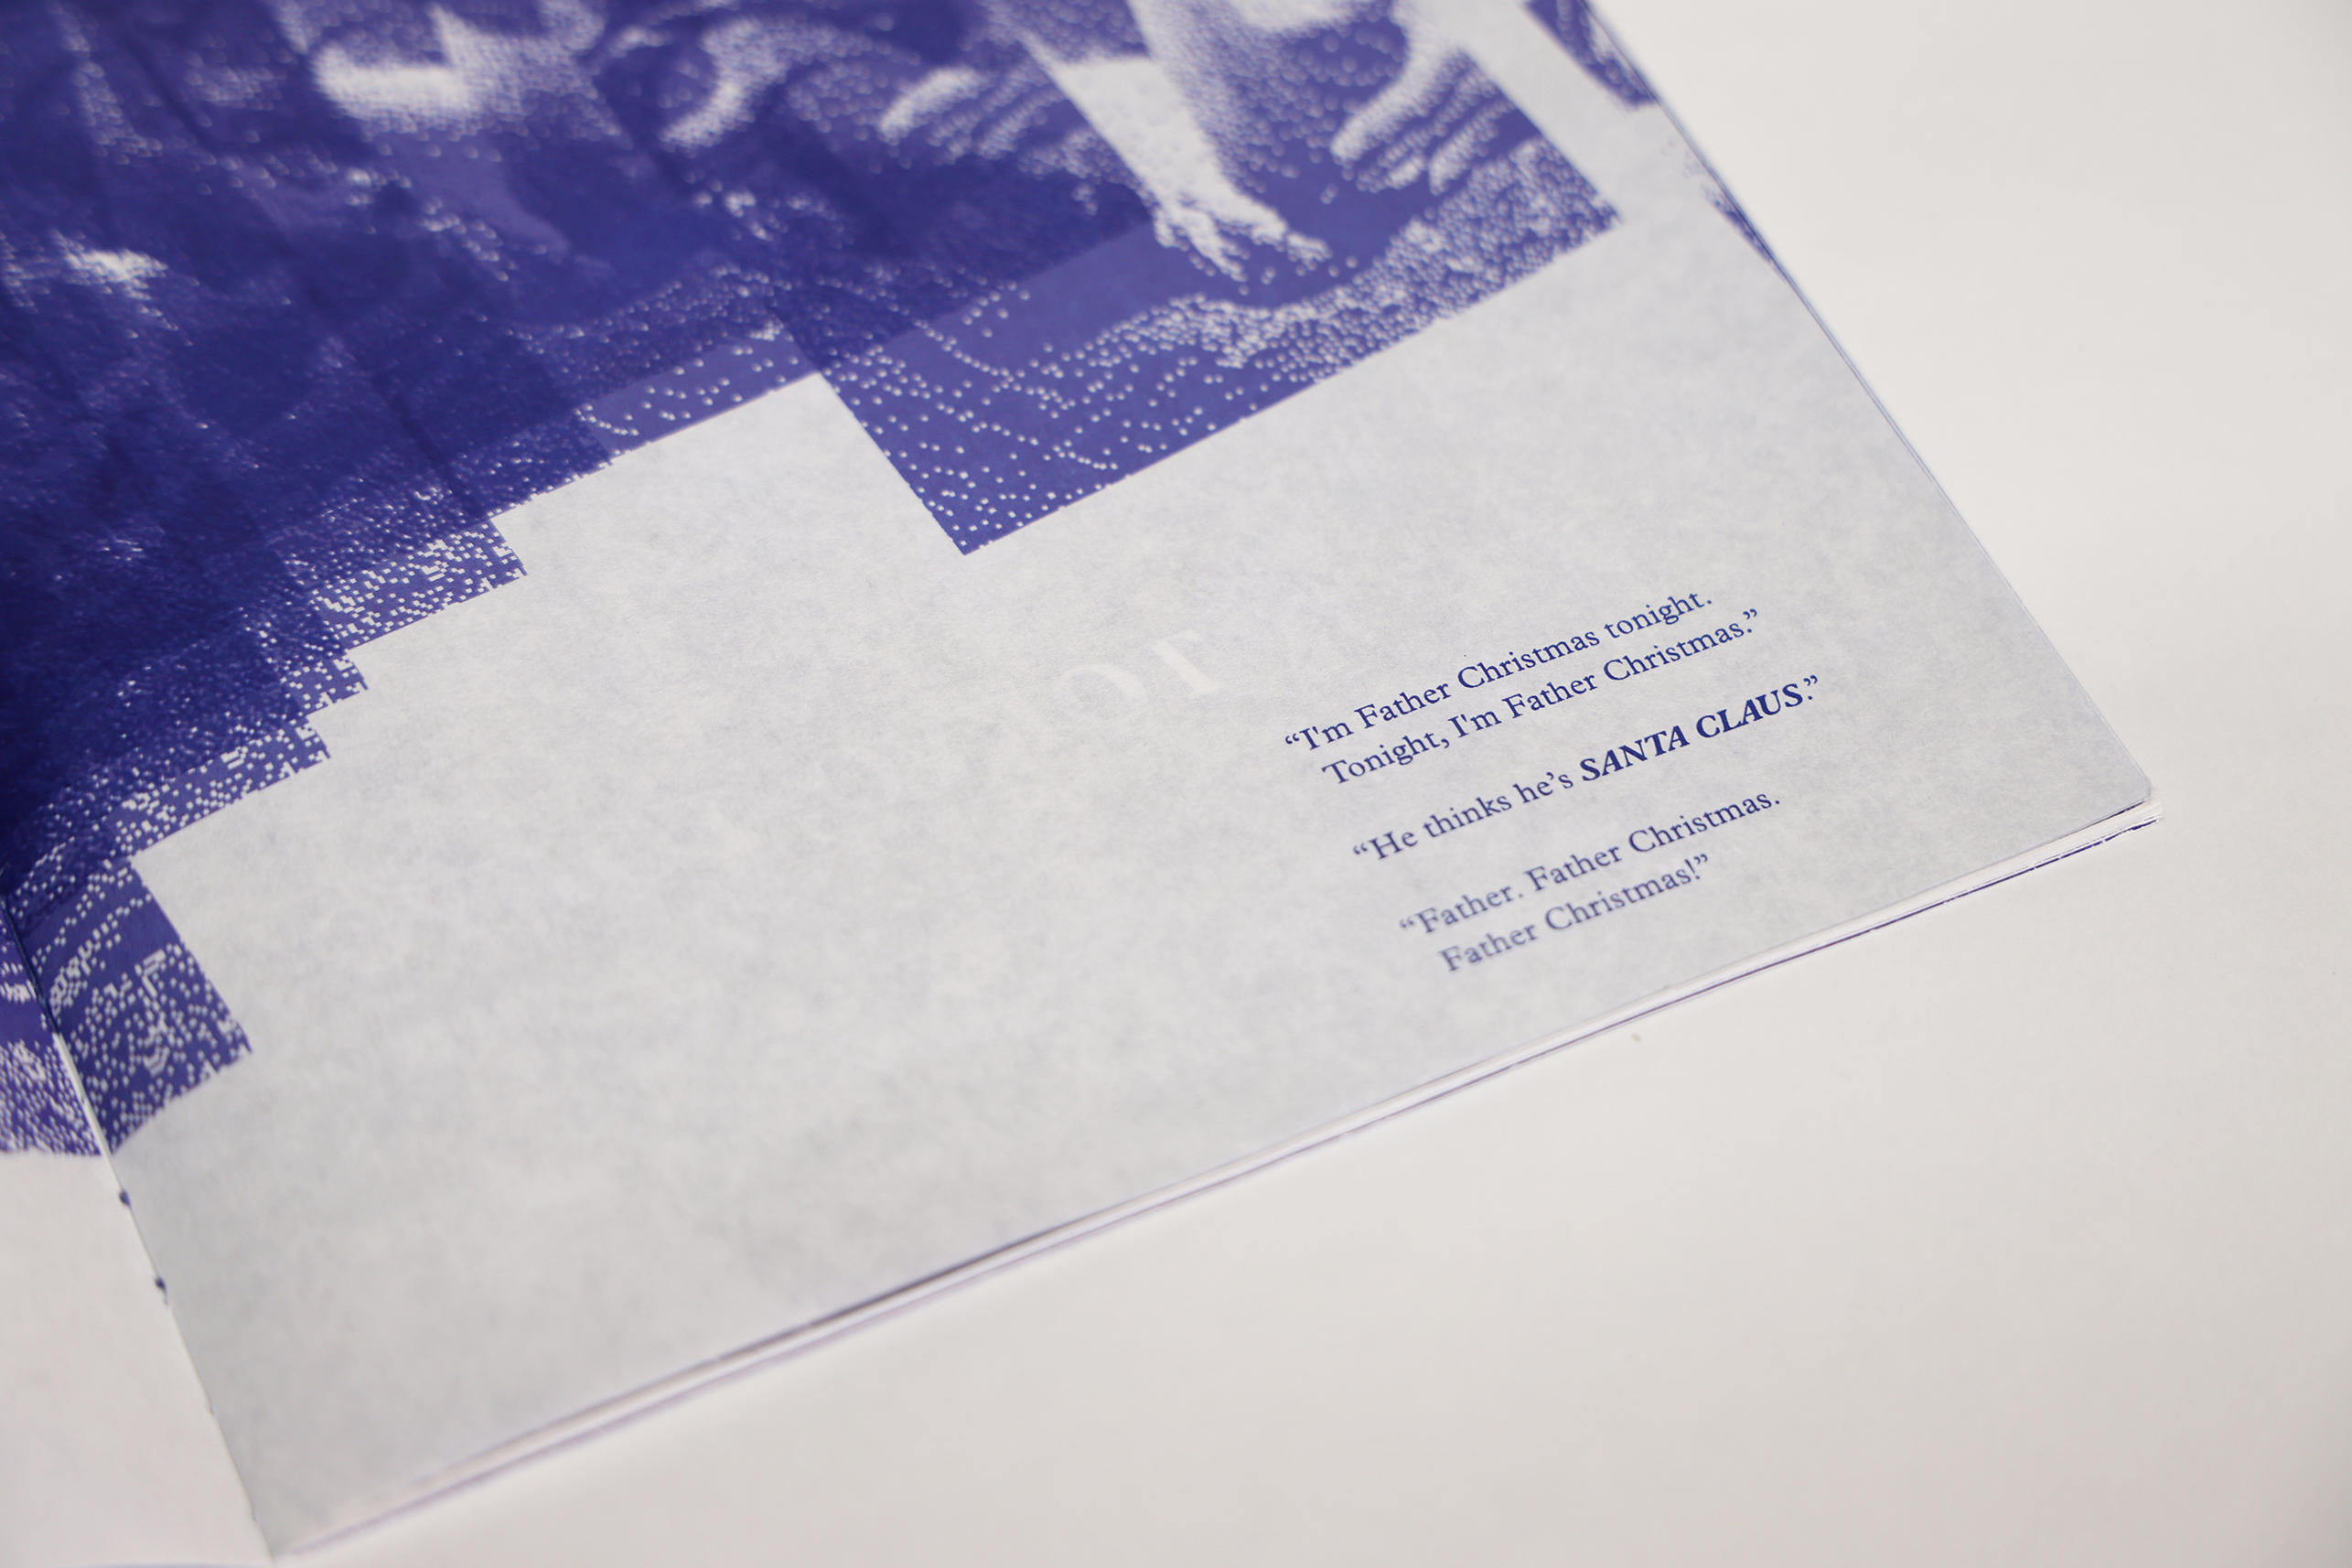 “I'm Father Christmas tonight.
Tonight, I'm Father Christmas.”
“He thinks he’s SANTA CLAUS.”
“Father. Father Christmas.
Father Christmas!”